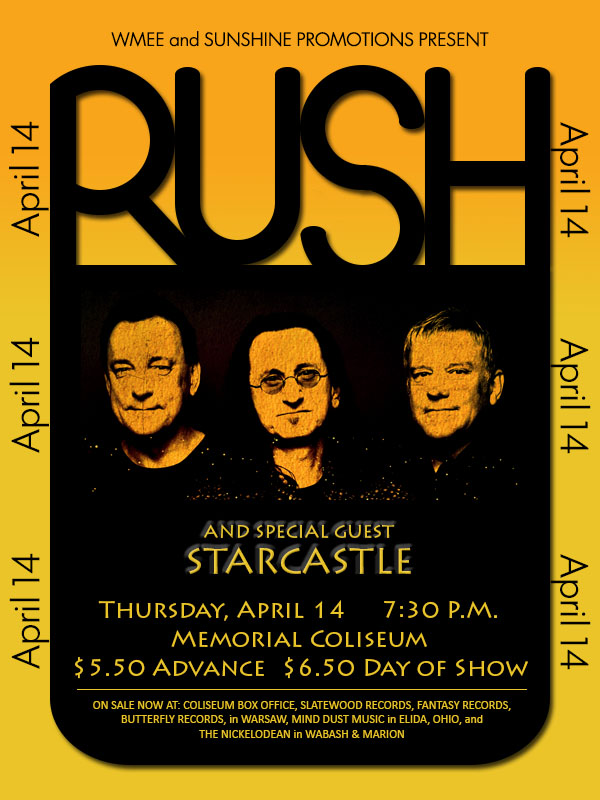 WMEE and SUNSHINE PROMOTIONS PRESENT
RUSH
April 14
April 14
April 14
April 14
April 14
April 14
AND SPECIAL GUEST
STARCASTLE
THURSDAY, APRIL 14 7:30 P.M.
MEMORIAL COLISEUM
$5.50 ADVANCE $6.50 DAY OF SHOW
ON SALE NOW AT: COLISEUM BOX OFFICE, SLATEWOOD RECORDS, FANTASY RECORDS,
BUTTERFLY RECORDS, in WARSAW, MIND DUST MUSIC in ELIDA, OHIO, and
THE NICKELODEAN in WABASH & MARION